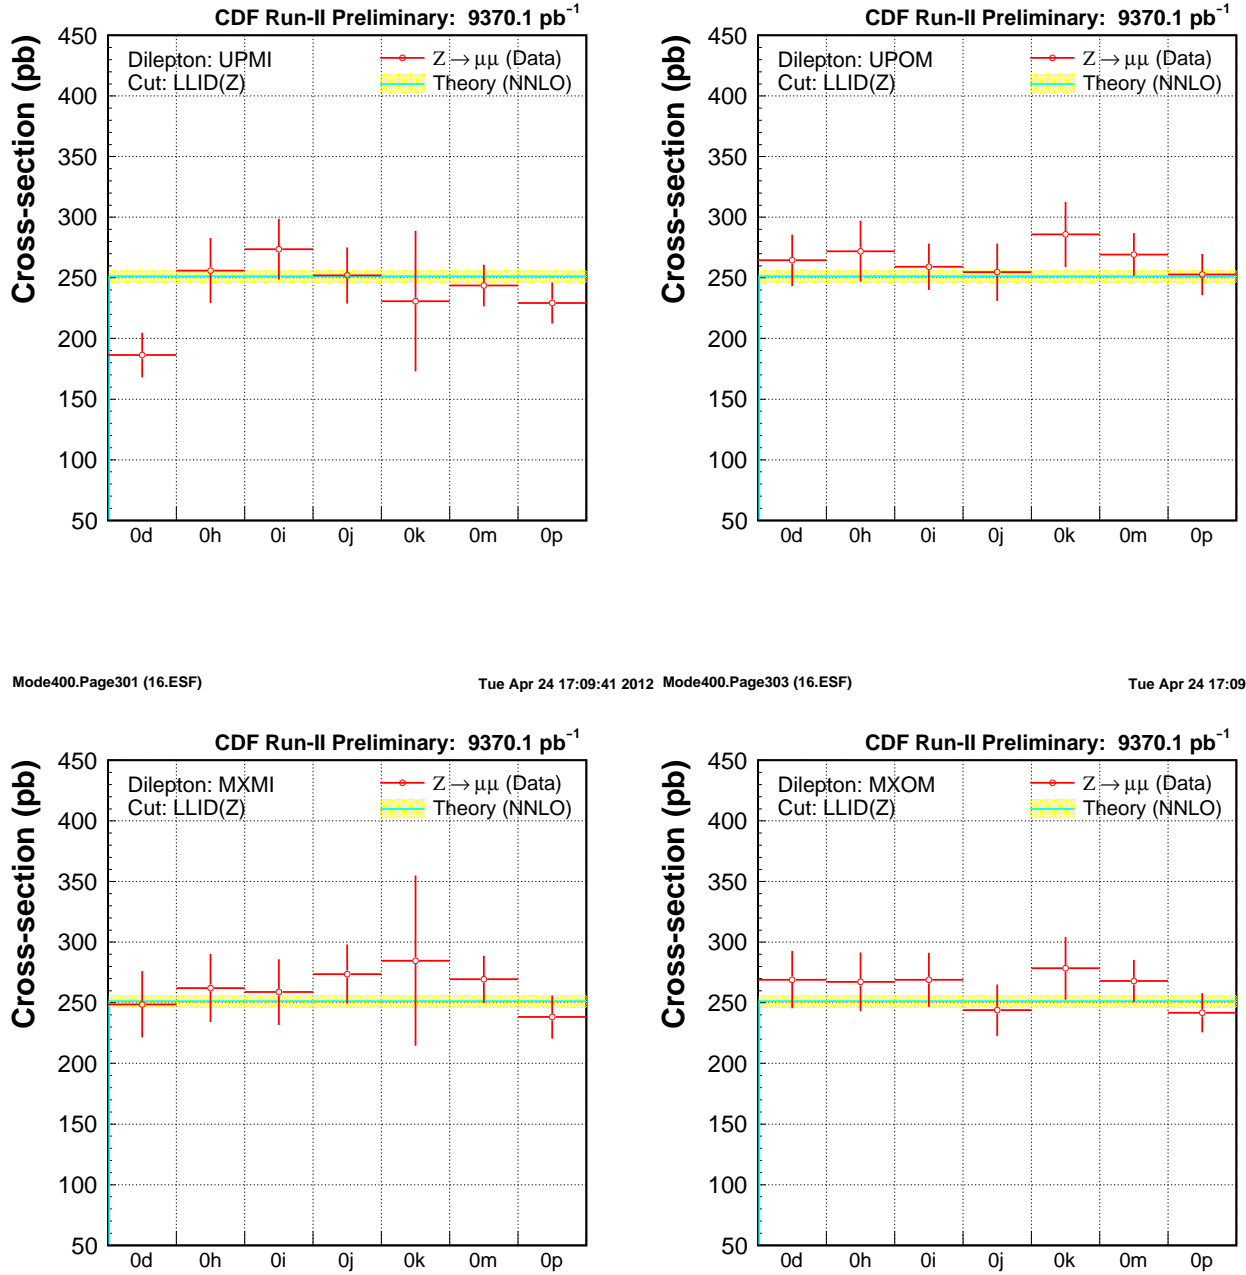 CDF Run-II Preliminary: 9370.1 pb⁻¹
Cross-section (pb)
450
400
350
300
250
200
150
100
50
Dilepton: UPMI
Cut: LLID(Z)
Z → μμ (Data)
Theory (NNLO)
0d 0h 0i 0j 0k 0m 0p
CDF Run-II Preliminary: 9370.1 pb⁻¹
Cross-section (pb)
450
400
350
300
250
200
150
100
50
Dilepton: UPOM
Cut: LLID(Z)
Z → μμ (Data)
Theory (NNLO)
0d 0h 0i 0j 0k 0m 0p
Mode400.Page301 (16.ESF) Tue Apr 24 17:09:41 2012
Mode400.Page303 (16.ESF) Tue Apr 24 17:09
CDF Run-II Preliminary: 9370.1 pb⁻¹
Cross-section (pb)
450
400
350
300
250
200
150
100
50
Dilepton: MXMI
Cut: LLID(Z)
Z → μμ (Data)
Theory (NNLO)
0d 0h 0i 0j 0k 0m 0p
CDF Run-II Preliminary: 9370.1 pb⁻¹
Cross-section (pb)
450
400
350
300
250
200
150
100
50
Dilepton: MXOM
Cut: LLID(Z)
Z → μμ (Data)
Theory (NNLO)
0d 0h 0i 0j 0k 0m 0p